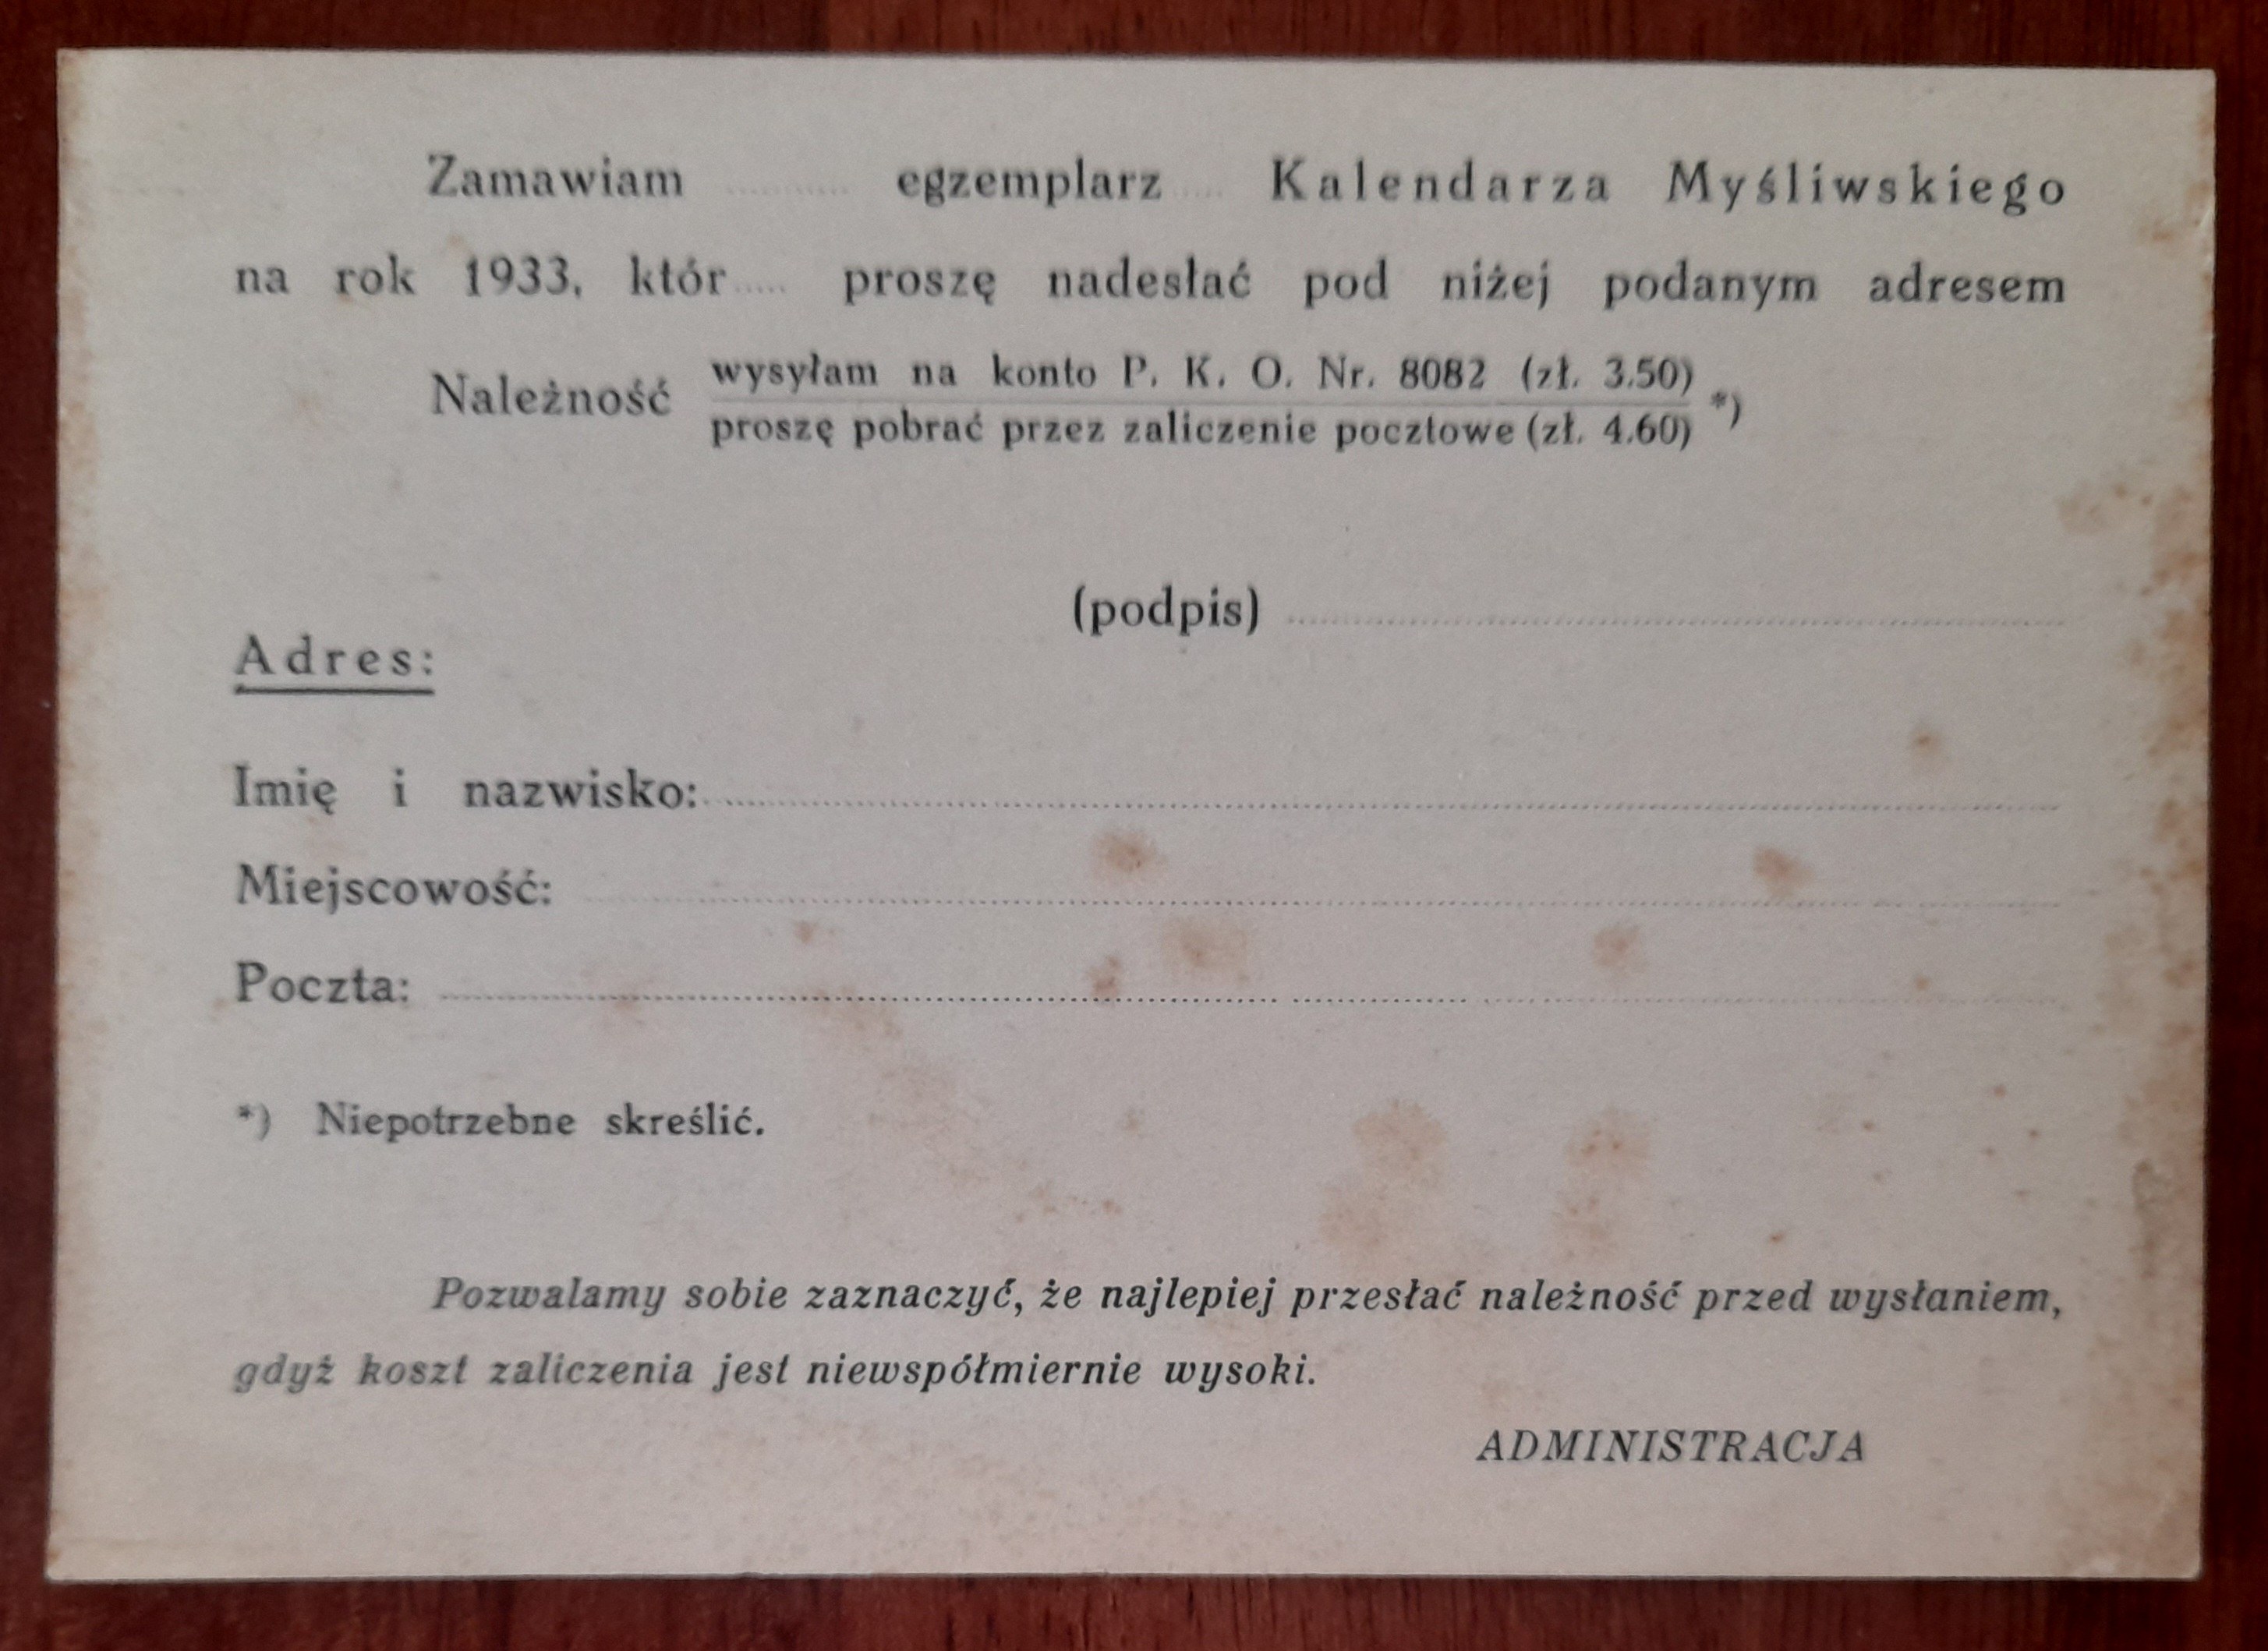 Zamawiam ............ egzemplarz ..... Kalendarza Myśliwskiego
na rok 1933, któr..... proszę nadesłać pod niżej podanym adresem
Należność
wysyłam na konto P. K. O. Nr. 8082 (zł. 3.50)
proszę pobrać przez zaliczenie pocztowe (zł. 4.60) *)
(podpis) ............
Adres:
Imię i nazwisko: ............
Miejscowość: ............
Poczta: ............
*) Niepotrzebne skreślić.
Pozwalamy sobie zaznaczyć, że najlepiej przesłać należność przed wysłaniem,
gdyż koszt zaliczenia jest niewspółmiernie wysoki.
ADMINISTRACJA